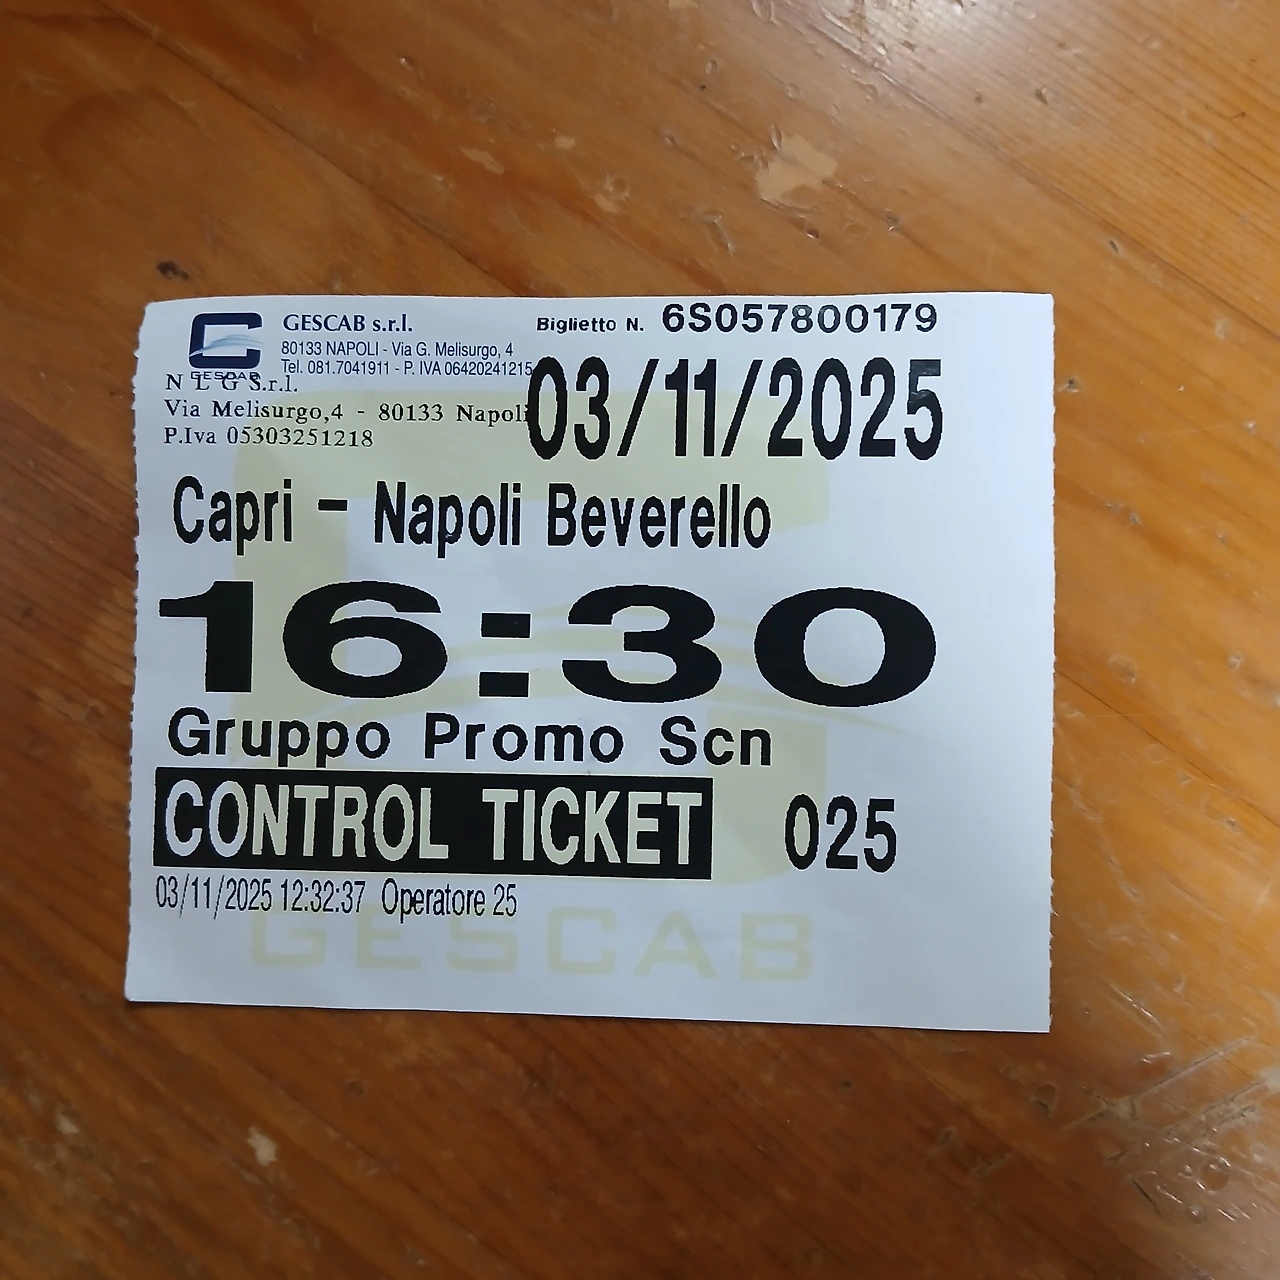 GESCAB s.r.l.
80133 NAPOLI - Via G. Melisurgo, 4
Tel. 081.7041911 - P. IVA 06420241215
GESCAB
N L G S.r.l.
Via Melisurgo,4 - 80133 Napoli
P.Iva 05303251218
Biglietto N. 6S057800179
03/11/2025
Capri - Napoli Beverello
16:30
Gruppo Promo Scn
CONTROL TICKET 025
03/11/2025 12:32:37 Operatore 25
GESCAB